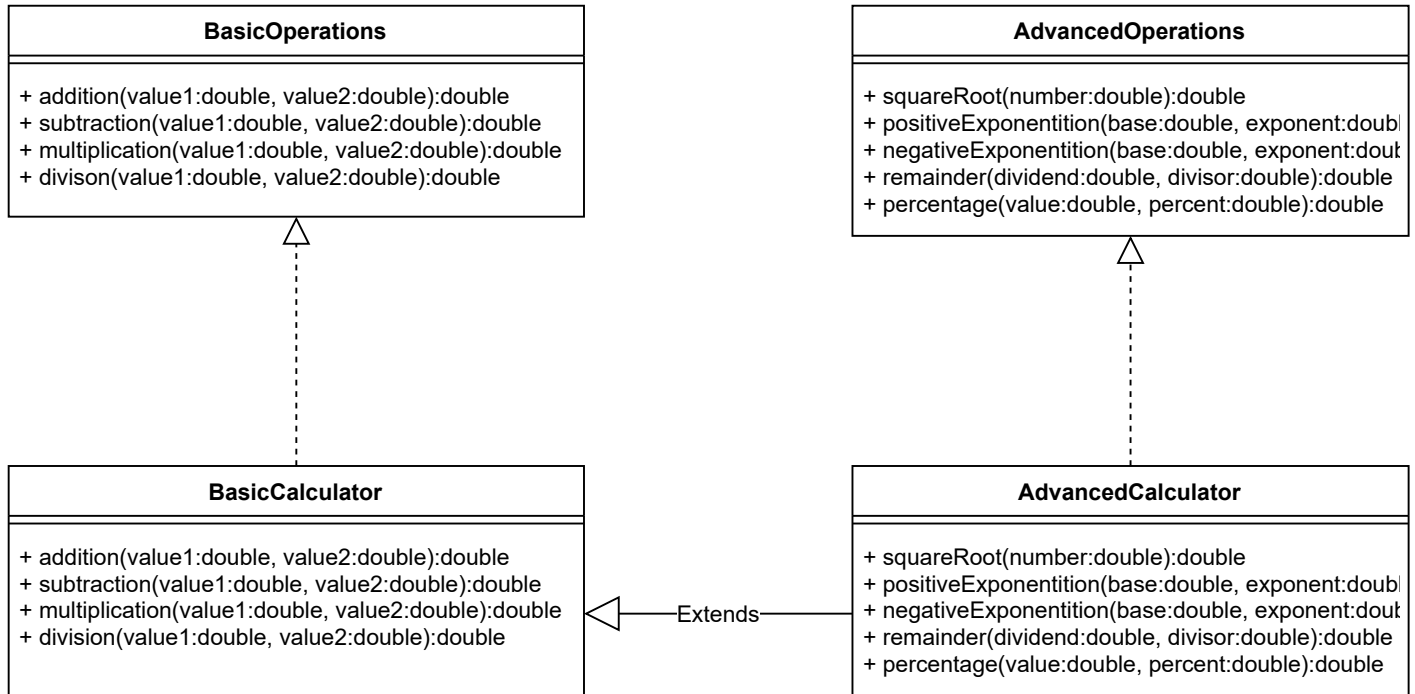 BasicOperations
+ addition(value1:double, value2:double):double
+ subtraction(value1:double, value2:double):double
+ multiplication(value1:double, value2:double):double
+ divison(value1:double, value2:double):double
AdvancedOperations
+ squareRoot(number:double):double
+ positiveExponentition(base:double, exponent:doubl
+ negativeExponentition(base:double, exponent:doub
+ remainder(dividend:double, divisor:double):double
+ percentage(value:double, percent:double):double
BasicCalculator
+ addition(value1:double, value2:double):double
+ subtraction(value1:double, value2:double):double
+ multiplication(value1:double, value2:double):double
+ division(value1:double, value2:double):double
Extends
AdvancedCalculator
+ squareRoot(number:double):double
+ positiveExponentition(base:double, exponent:doubl
+ negativeExponentition(base:double, exponent:doub
+ remainder(dividend:double, divisor:double):double
+ percentage(value:double, percent:double):double